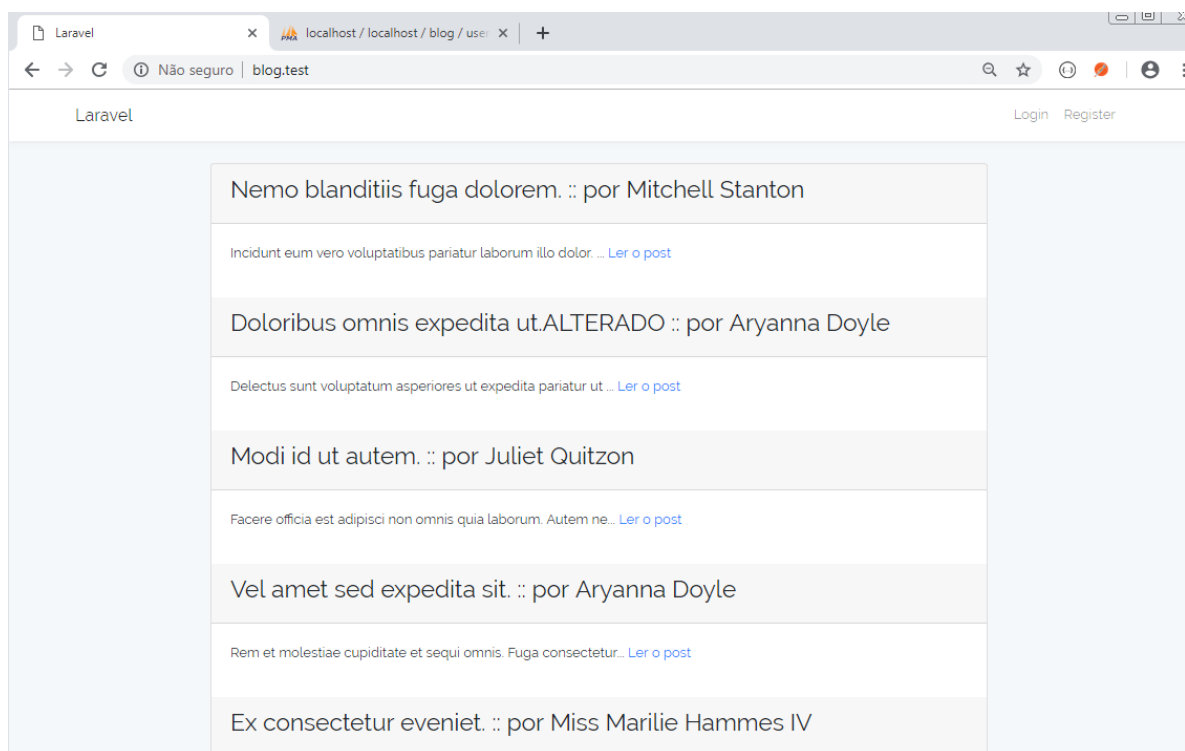 Laravel
localhost / localhost / blog / user
Não seguro
blog.test
Laravel
Login Register
Nemo blanditiis fuga dolorem. :: por Mitchell Stanton
Incidunt eum vero voluptatibus pariatur laborum illo dolor. ... Ler o post
Doloribus omnis expedita ut.ALTERADO :: por Aryanna Doyle
Delectus sunt voluptatum asperiores ut expedita pariatur ut ... Ler o post
Modi id ut autem. :: por Juliet Quitzon
Facere officia est adipisci non omnis quia laborum. Autem ne... Ler o post
Vel amet sed expedita sit. :: por Aryanna Doyle
Rem et molestiae cupiditate et sequi omnis. Fuga consectetur... Ler o post
Ex consectetur eveniet. :: por Miss Marilie Hammes IV